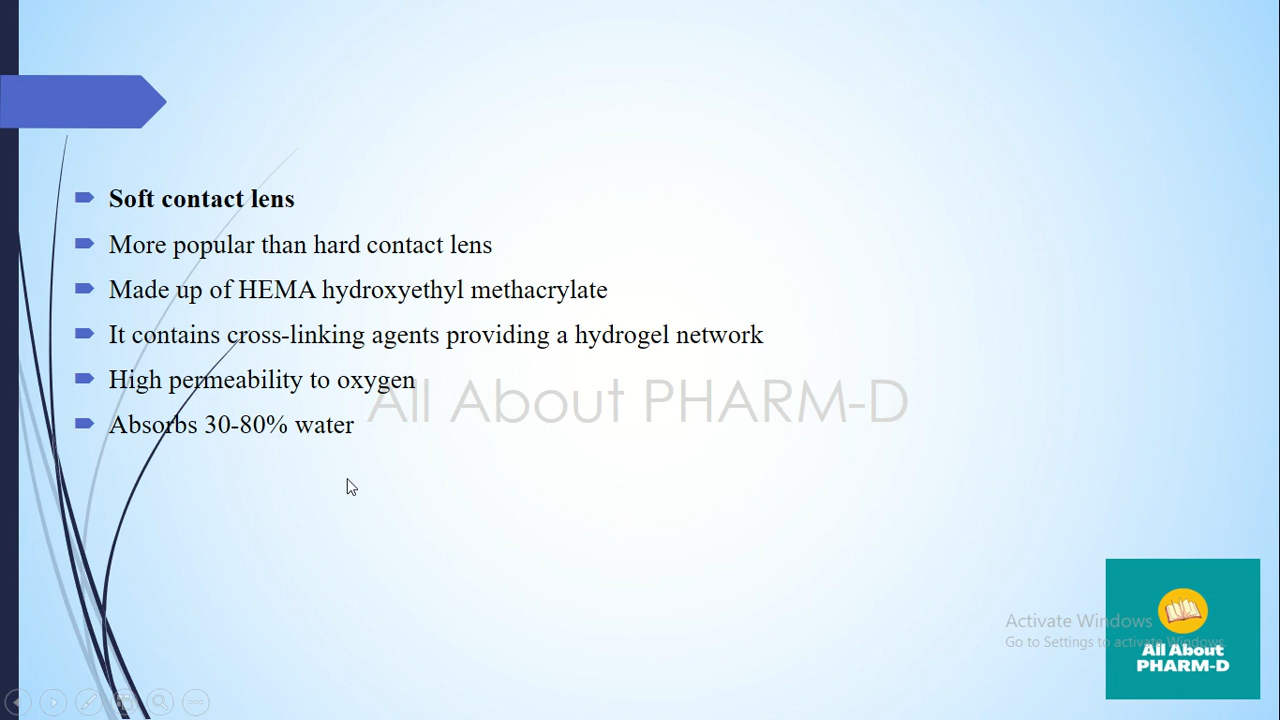 Soft contact lens
More popular than hard contact lens
Made up of HEMA hydroxyethyl methacrylate
It contains cross-linking agents providing a hydrogel network
High permeability to oxygen
All About PHARM-D
Absorbs 30-80% water
Activate Windows
Go to Settings to activate Windows.
All About
PHARM-D